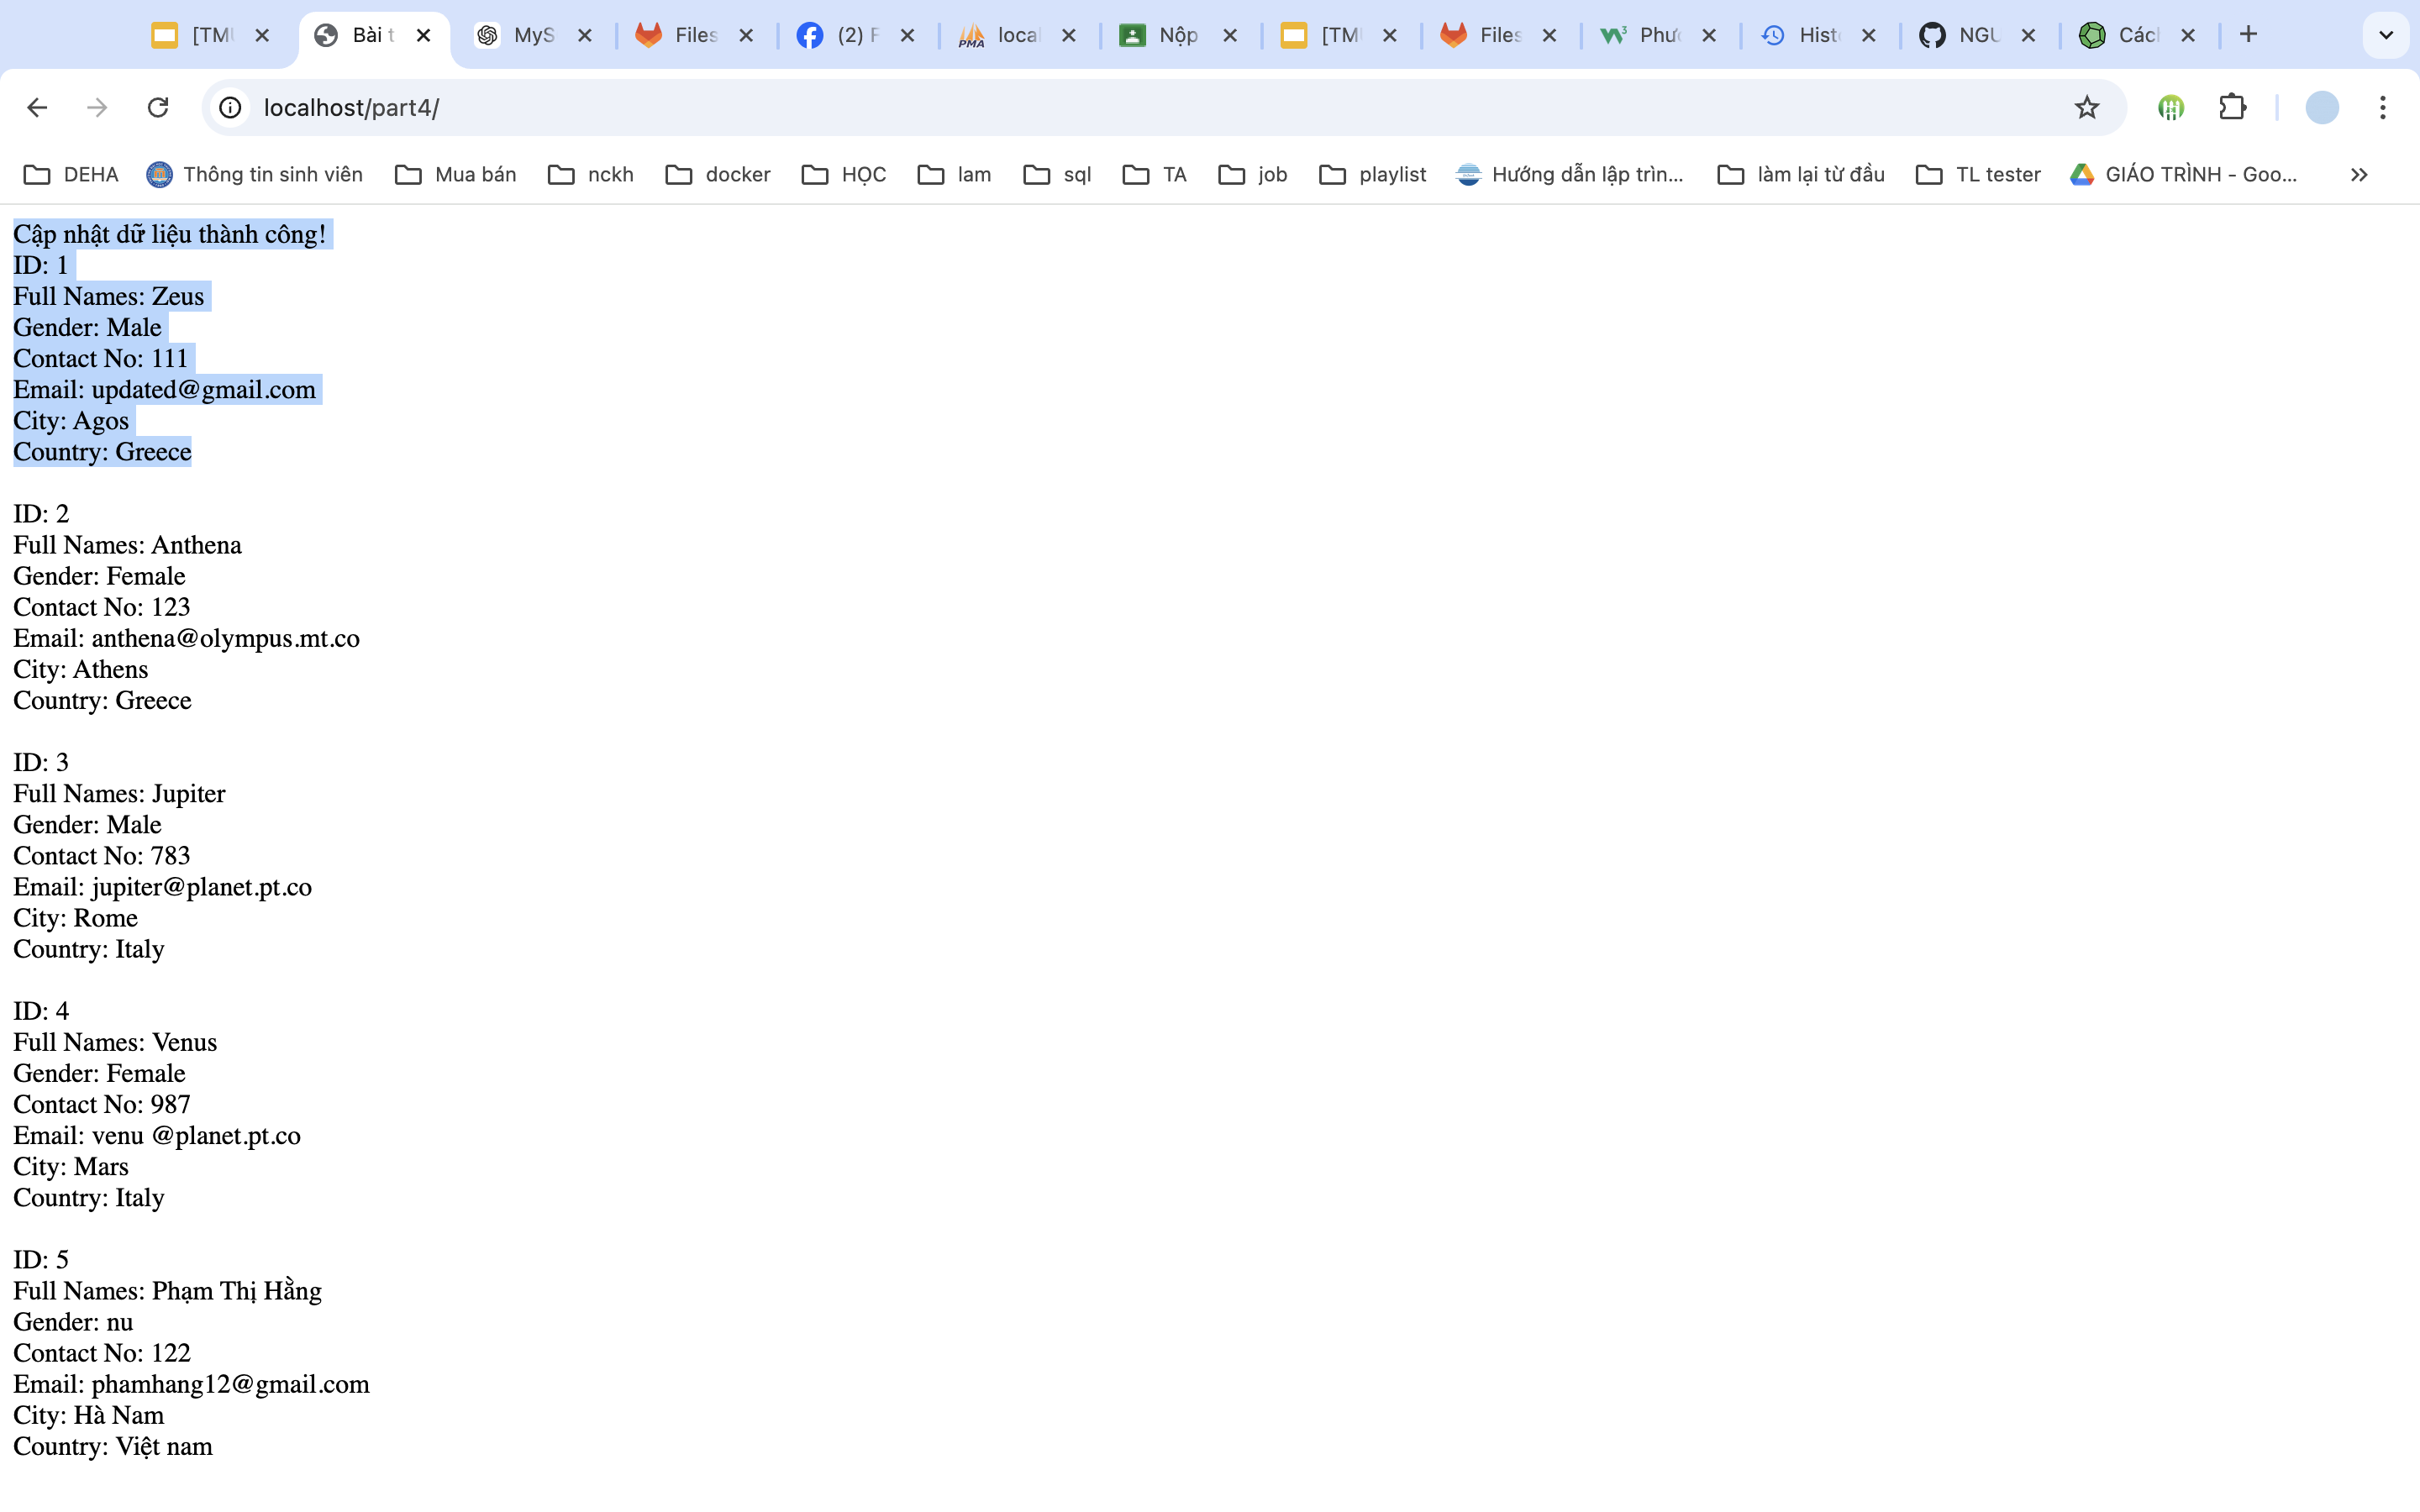 [TM
Bài t
MyS
Files
(2) F
local
Nộp
[TM
Files
Phư
Hist
NGU
Các
localhost/part4/
DEHA
Thông tin sinh viên
Mua bán
nckh
docker
HỌC
lam
sql
TA
job
playlist
Hướng dẫn lập trìn...
làm lại từ đầu
TL tester
GIÁO TRÌNH - Goo...
Cập nhật dữ liệu thành công!
ID: 1
Full Names: Zeus
Gender: Male
Contact No: 111
Email: updated@gmail.com
City: Agos
Country: Greece
ID: 2
Full Names: Anthena
Gender: Female
Contact No: 123
Email: anthena@olympus.mt.co
City: Athens
Country: Greece
ID: 3
Full Names: Jupiter
Gender: Male
Contact No: 783
Email: jupiter@planet.pt.co
City: Rome
Country: Italy
ID: 4
Full Names: Venus
Gender: Female
Contact No: 987
Email: venu @planet.pt.co
City: Mars
Country: Italy
ID: 5
Full Names: Phạm Thị Hằng
Gender: nu
Contact No: 122
Email: phamhang12@gmail.com
City: Hà Nam
Country: Việt nam